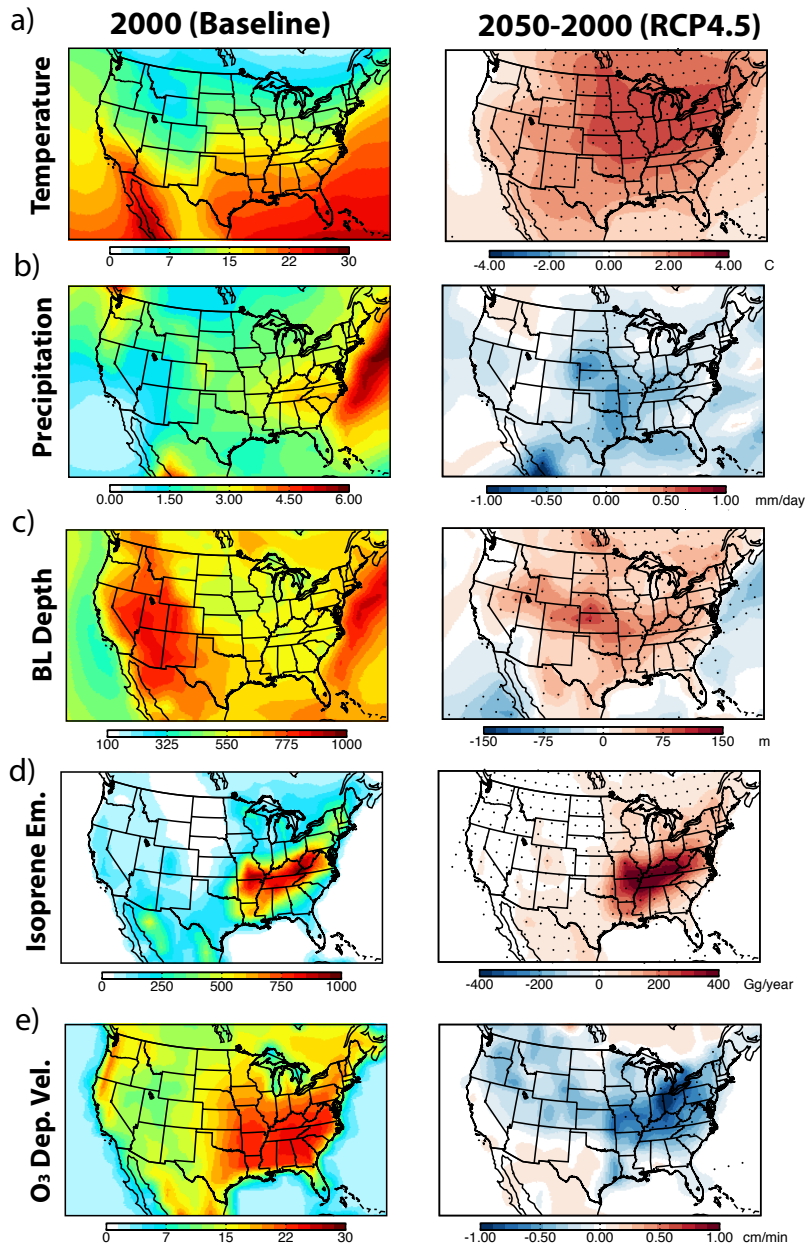 2000 (Baseline)
2050-2000 (RCP4.5)
a)
Temperature
0 7 15 22 30
-4.00 -2.00 0.00 2.00 4.00 C
b)
Precipitation
0.00 1.50 3.00 4.50 6.00
-1.00 -0.50 0.00 0.50 1.00 mm/day
c)
BL Depth
100 325 550 775 1000
-150 -75 0 75 150 m
d)
Isoprene Em.
0 250 500 750 1000
-400 -200 0 200 400 Gg/year
e)
O₃ Dep. Vel.
0 7 15 22 30
-1.00 -0.50 0.00 0.50 1.00 cm/min